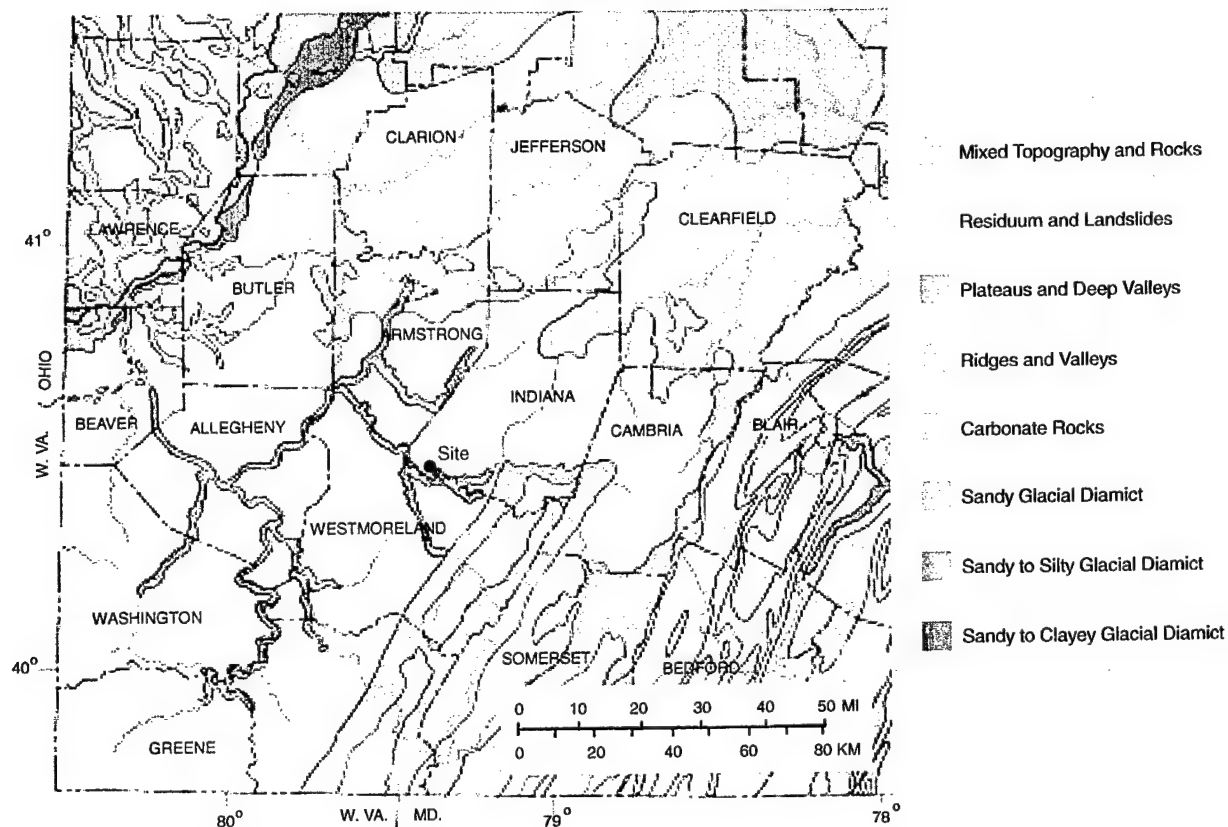 CLARION
JEFFERSON
CLEARFIELD
LAWRENCE
41°
BUTLER
ARMSTRONG
OHIO
W. VA.
BEAVER
ALLEGHENY
INDIANA
CAMBRIA
BLAIR
Site
WESTMORELAND
WASHINGTON
40°
SOMERSET
BEDFORD
GREENE
0 10 20 30 40 50 MI
0 20 40 60 80 KM
80°
W. VA.
MD.
79°
78°
Mixed Topography and Rocks
Residuum and Landslides
Plateaus and Deep Valleys
Ridges and Valleys
Carbonate Rocks
Sandy Glacial Diamict
Sandy to Silty Glacial Diamict
Sandy to Clayey Glacial Diamict